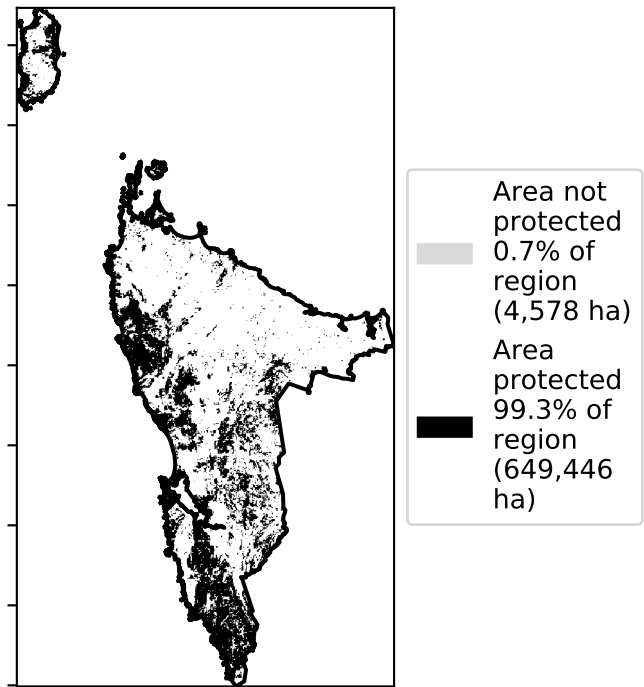 Area not
protected
0.7% of
region
(4,578 ha)
Area
protected
99.3% of
region
(649,446
ha)